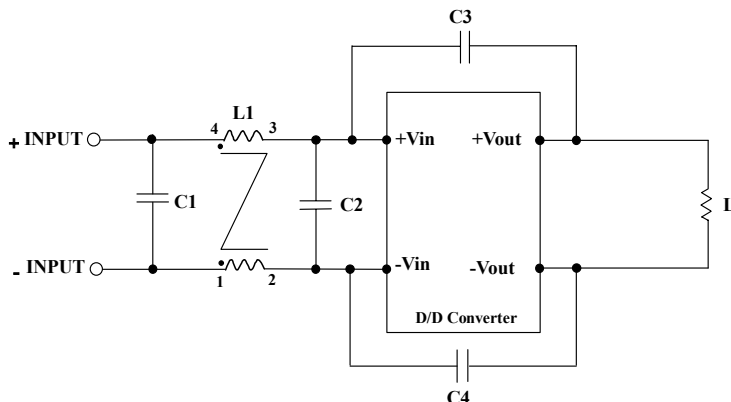 C3
L1
4 3
+ INPUT
+Vin
+Vout
C1
C2
- INPUT
-Vin
-Vout
1 2
D/D Converter
C4